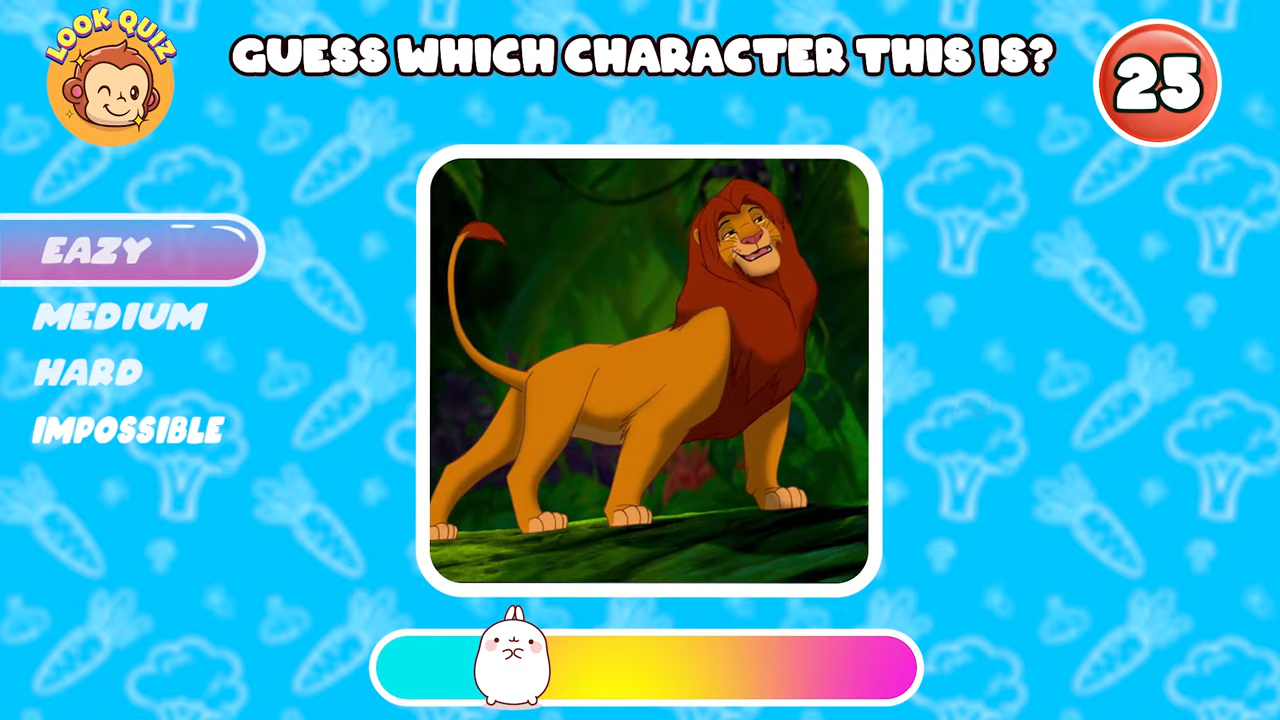 LOOK QUIZ
GUESS WHICH CHARACTER THIS IS?
25
EAZY
MEDIUM
HARD
IMPOSSIBLE